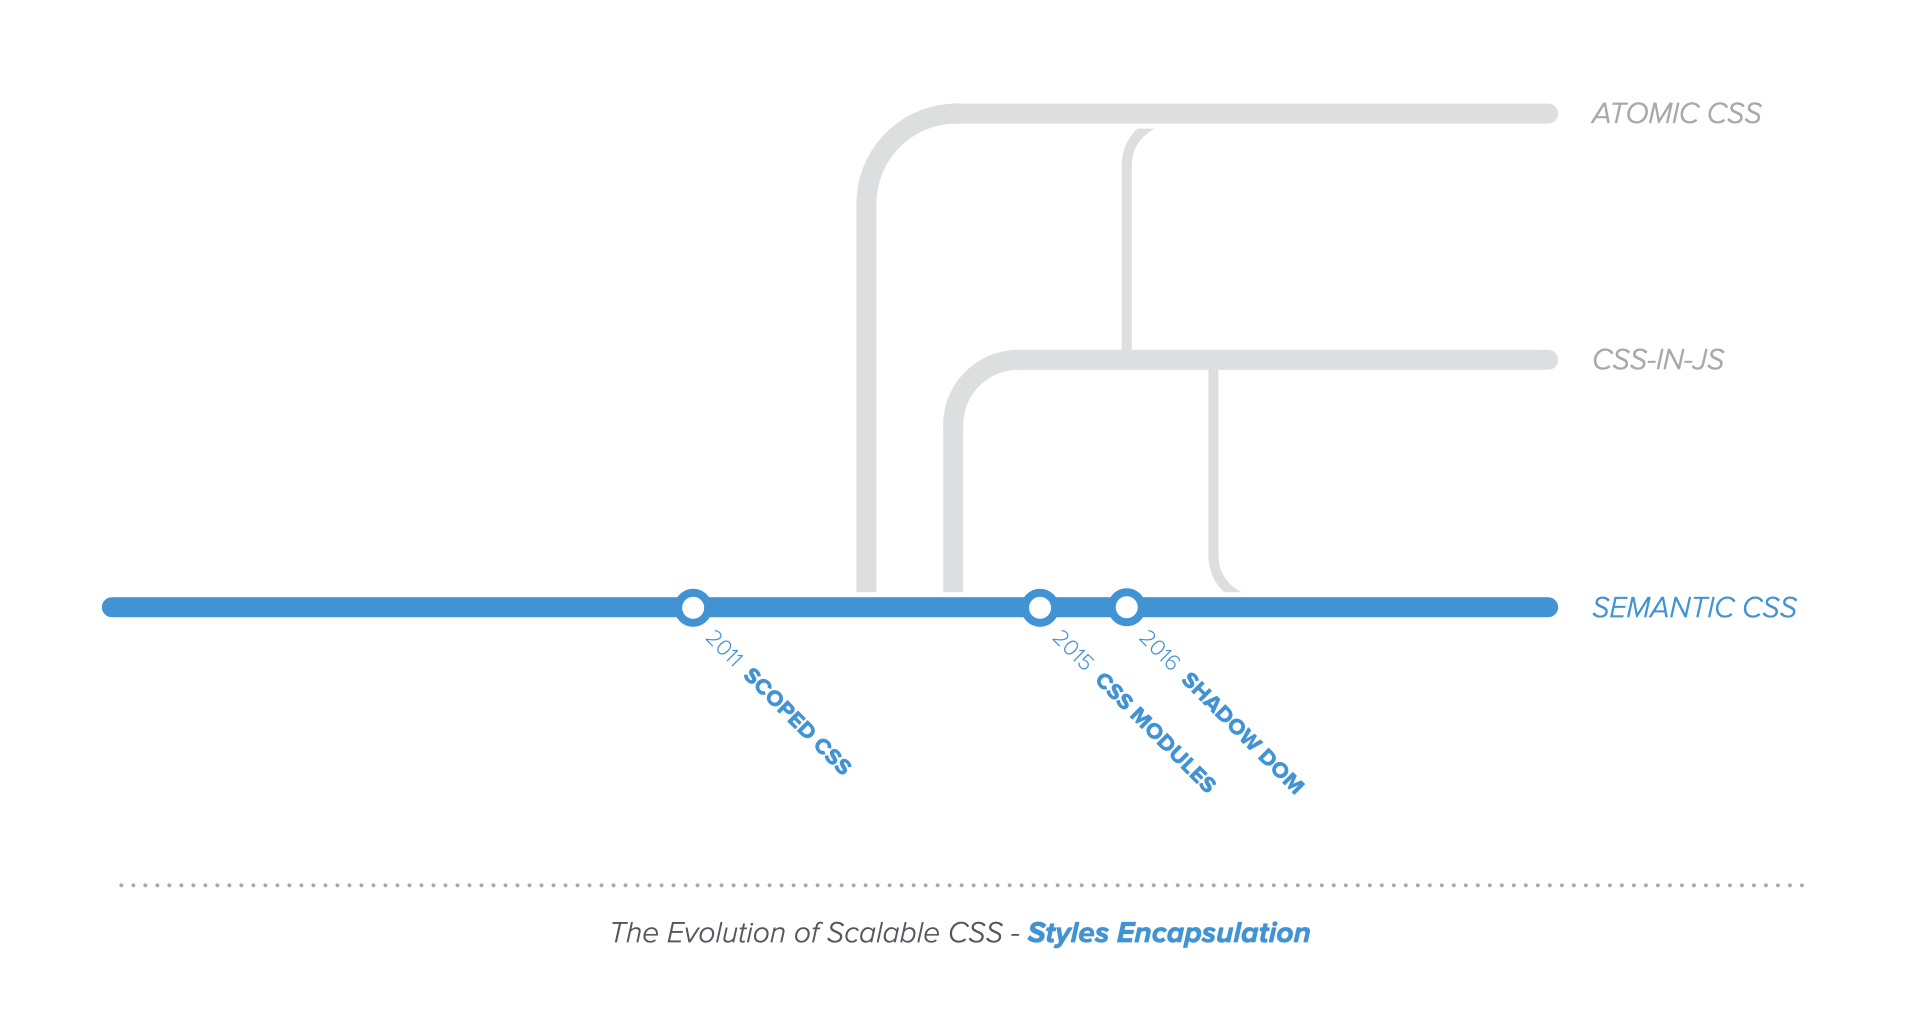 ATOMIC CSS
CSS-IN-JS
SEMANTIC CSS
2011 SCOPED CSS
2015 CSS MODULES
2016 SHADOW DOM
The Evolution of Scalable CSS - Styles Encapsulation